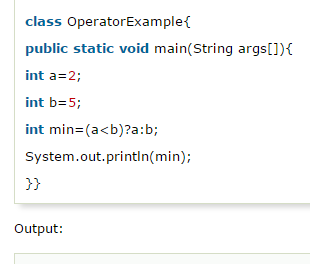 class OperatorExample{
public static void main(String args[]){
int a=2;
int b=5;
int min=(a<b)?a:b;
System.out.println(min);
}}
Output: